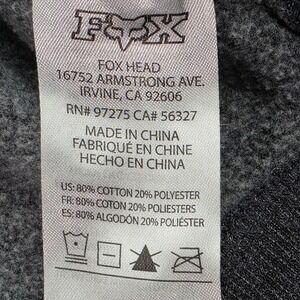 FOX
FOX HEAD
16752 ARMSTRONG AVE.
IRVINE, CA 92606
RN# 97275 CA# 56327
MADE IN CHINA
FABRIQUÉ EN CHINE
HECHO EN CHINA
US: 80% COTTON 20% POLYESTER
FR: 80% COTON 20% POLIESTERS
ES: 80% ALGODÓN 20% POLIÉSTER